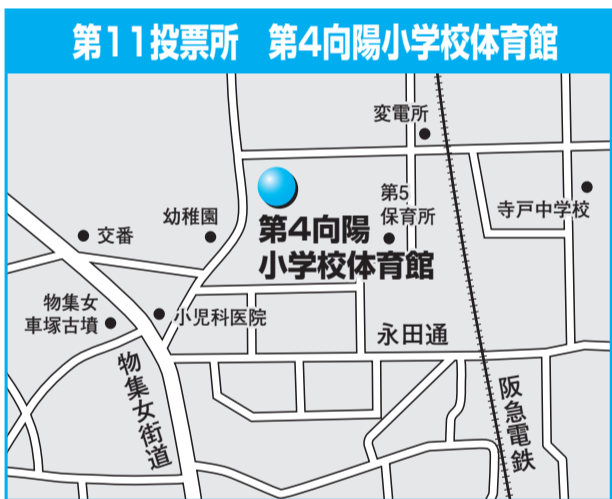 第11投票所　第4向陽小学校体育館
変電所
第5
保育所
寺戸中学校
幼稚園
交番
第4向陽
小学校体育館
物集女
車塚古墳
小児科医院
永田通
物集女街道
阪急電鉄